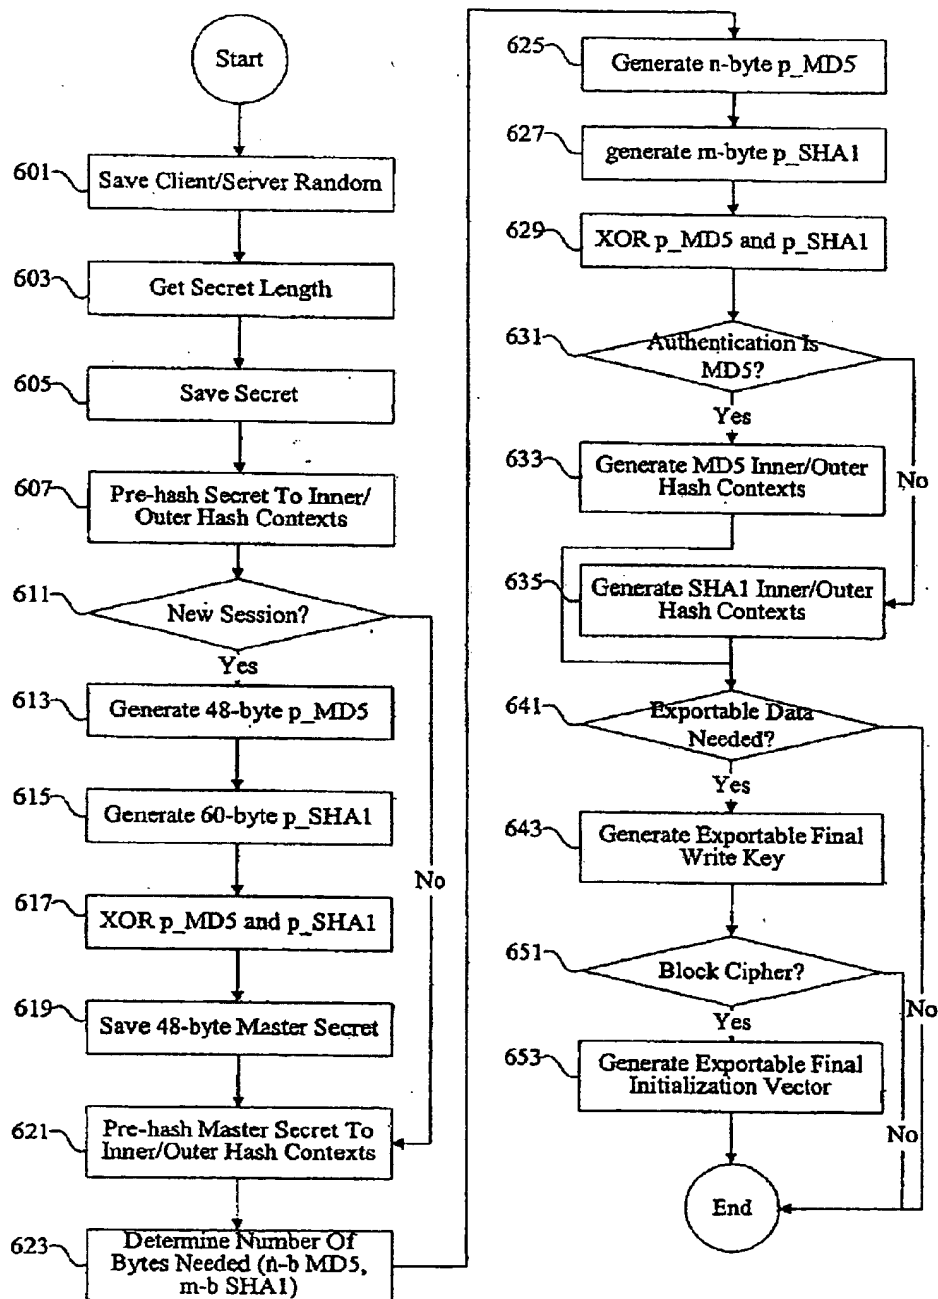 Start
601
Save Client/Server Random
603
Get Secret Length
605
Save Secret
607
Pre-hash Secret To Inner/
Outer Hash Contexts
611
New Session?
Yes
No
613
Generate 48-byte p_MD5
615
Generate 60-byte p_SHA1
617
XOR p_MD5 and p_SHA1
619
Save 48-byte Master Secret
621
Pre-hash Master Secret To
Inner/Outer Hash Contexts
623
Determine Number Of
Bytes Needed (n-b MD5,
m-b SHA1)
625
Generate n-byte p_MD5
627
generate m-byte p_SHA1
629
XOR p_MD5 and p_SHA1
631
Authentication Is
MD5?
Yes
No
633
Generate MD5 Inner/Outer
Hash Contexts
635
Generate SHA1 Inner/Outer
Hash Contexts
641
Exportable Data
Needed?
Yes
No
643
Generate Exportable Final
Write Key
651
Block Cipher?
Yes
No
653
Generate Exportable Final
Initialization Vector
End